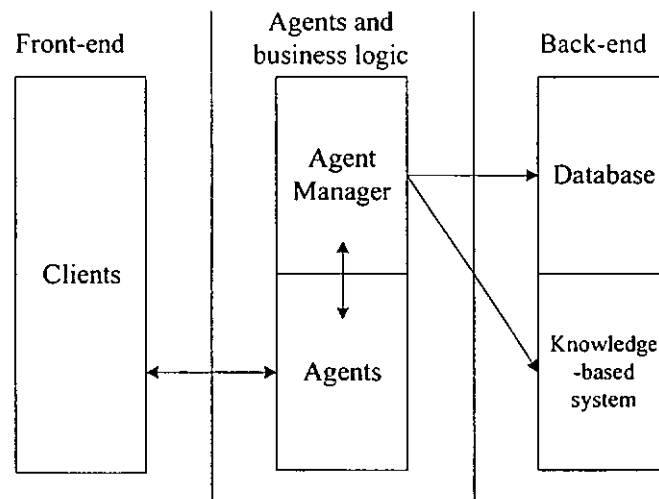 Front-end
Agents and
business logic
Back-end
Clients
Agent
Manager
Agents
Database
Knowledge
-based
system